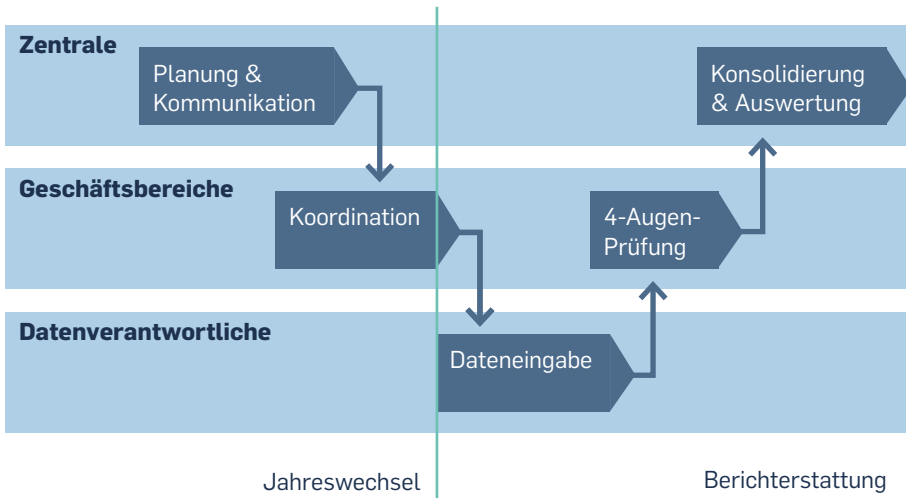 Zentrale
Planung &
Kommunikation
Konsolidierung
& Auswertung
Geschäftsbereiche
Koordination
4-Augen-
Prüfung
Datenverantwortliche
Dateneingabe
Jahreswechsel
Berichterstattung